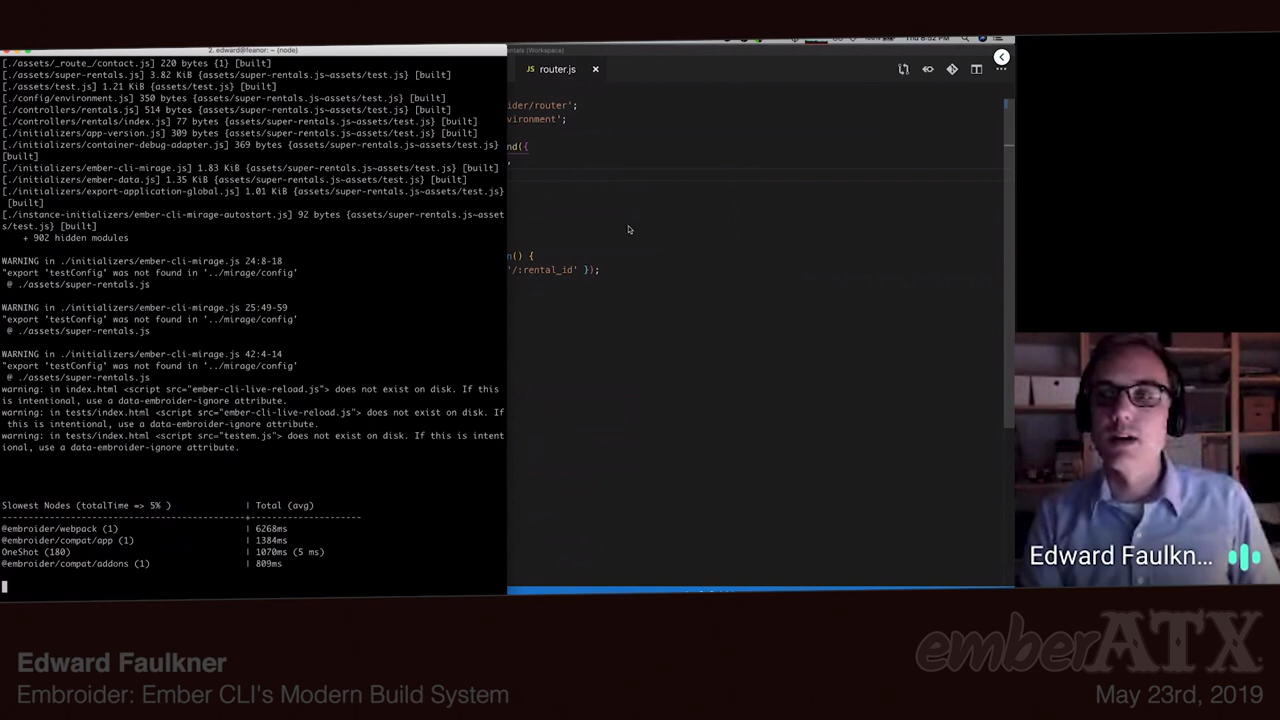 2. edward@feanor: ~ (node)
[./assets/_route_/contact.js] 220 bytes {1} [built]
[./assets/super-rentals.js] 3.82 KiB {assets/super-rentals.js~assets/test.js} [built]
[./assets/test.js] 1.21 KiB {assets/super-rentals.js~assets/test.js} [built]
[./config/environment.js] 350 bytes {assets/super-rentals.js~assets/test.js} [built]
[./controllers/rentals.js] 514 bytes {assets/super-rentals.js~assets/test.js} [built]
[./controllers/rentals/index.js] 77 bytes {assets/super-rentals.js~assets/test.js} [built]
[./initializers/app-version.js] 309 bytes {assets/super-rentals.js~assets/test.js} [built]
[./initializers/container-debug-adapter.js] 369 bytes {assets/super-rentals.js~assets/test.js}
[built]
[./initializers/ember-cli-mirage.js] 1.83 KiB {assets/super-rentals.js~assets/test.js} [built]
[./initializers/ember-data.js] 1.35 KiB {assets/super-rentals.js~assets/test.js} [built]
[./initializers/export-application-global.js] 1.01 KiB {assets/super-rentals.js~assets/test.js}
[built]
[./instance-initializers/ember-cli-mirage-autostart.js] 92 bytes {assets/super-rentals.js~asset
s/test.js} [built]
+ 902 hidden modules
WARNING in ./initializers/ember-cli-mirage.js 24:8-18
"export 'testConfig' was not found in '../mirage/config'
@ ./assets/super-rentals.js
WARNING in ./initializers/ember-cli-mirage.js 25:49-59
"export 'testConfig' was not found in '../mirage/config'
@ ./assets/super-rentals.js
WARNING in ./initializers/ember-cli-mirage.js 42:4-14
"export 'testConfig' was not found in '../mirage/config'
@ ./assets/super-rentals.js
warning: in index.html <script src="ember-cli-live-reload.js"> does not exist on disk. If this
is intentional, use a data-embroider-ignore attribute.
warning: in tests/index.html <script src="ember-cli-live-reload.js"> does not exist on disk. If
this is intentional, use a data-embroider-ignore attribute.
warning: in tests/index.html <script src="testem.js"> does not exist on disk. If this is intent
ional, use a data-embroider-ignore attribute.
Slowest Nodes (totalTime => 5% ) | Total (avg)
----------------------------------------------+---------------------
@embroider/webpack (1) | 6268ms
@embroider/compat/app (1) | 1384ms
OneShot (180) | 1070ms (5 ms)
@embroider/compat/addons (1) | 809ms
rentals (Workspace)
JS router.js
ider/router';
vironment';
nd({
,
n() {
'/:rental_id' });
Edward Faulkn...
Edward Faulkner
Embroider: Ember CLI's Modern Build System
emberATX
May 23rd, 2019